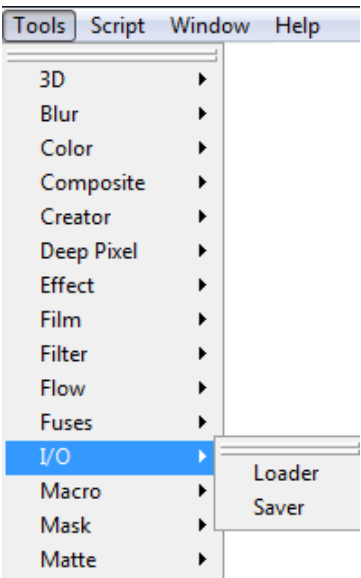 Tools Script Window Help
3D
Blur
Color
Composite
Creator
Deep Pixel
Effect
Film
Filter
Flow
Fuses
I/O
Loader
Saver
Macro
Mask
Matte